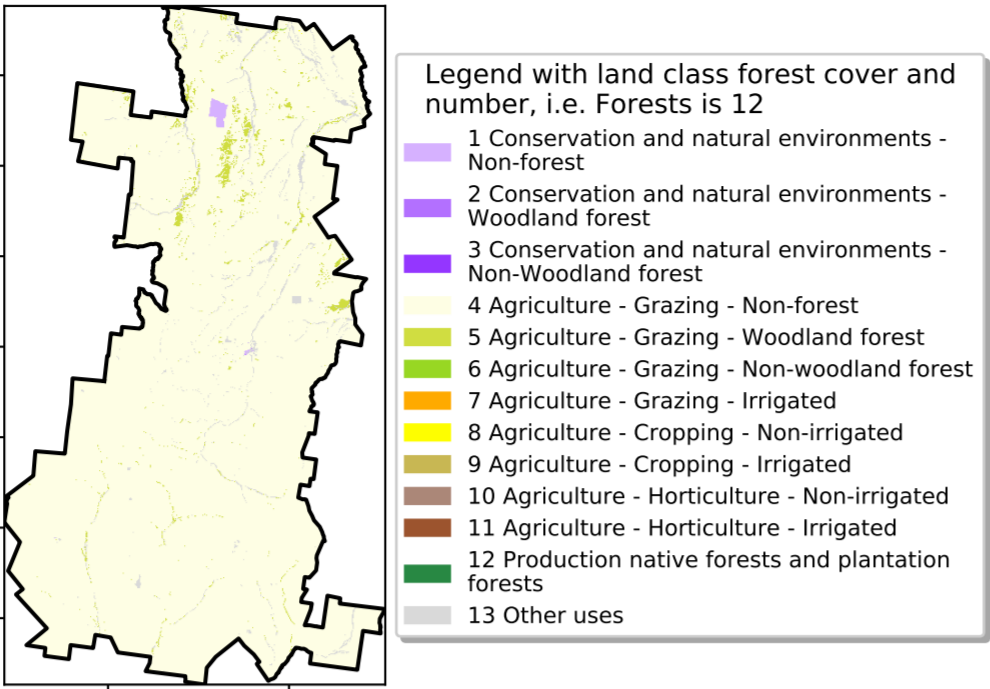 Legend with land class forest cover and
number, i.e. Forests is 12
1 Conservation and natural environments -
Non-forest
2 Conservation and natural environments -
Woodland forest
3 Conservation and natural environments -
Non-Woodland forest
4 Agriculture - Grazing - Non-forest
5 Agriculture - Grazing - Woodland forest
6 Agriculture - Grazing - Non-woodland forest
7 Agriculture - Grazing - Irrigated
8 Agriculture - Cropping - Non-irrigated
9 Agriculture - Cropping - Irrigated
10 Agriculture - Horticulture - Non-irrigated
11 Agriculture - Horticulture - Irrigated
12 Production native forests and plantation
forests
13 Other uses